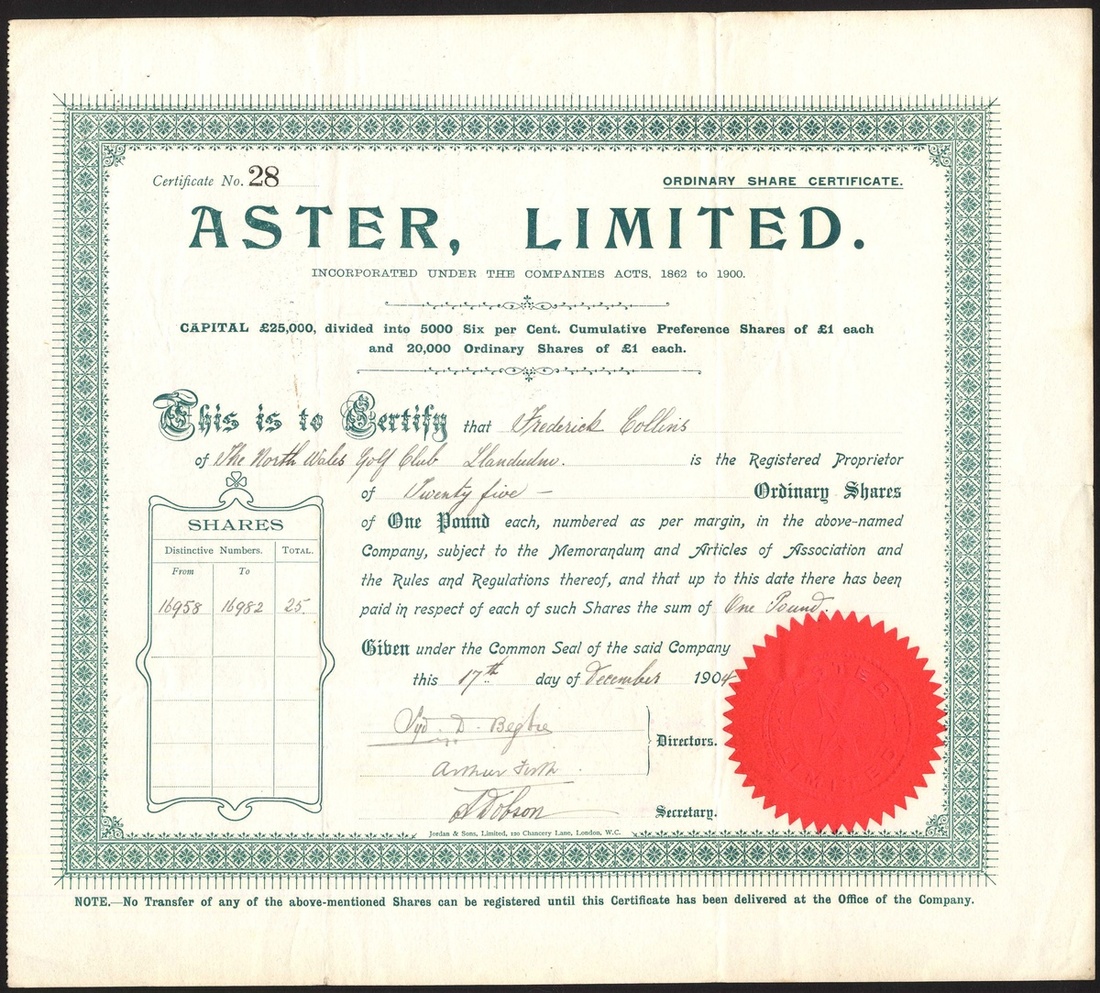 Certificate No. 28
ORDINARY SHARE CERTIFICATE.
ASTER, LIMITED.
INCORPORATED UNDER THE COMPANIES ACTS, 1862 to 1900.
CAPITAL £25,000, divided into 5000 Six per Cent. Cumulative Preference Shares of £1 each
and 20,000 Ordinary Shares of £1 each.
This is to Certify that Frederick Collins
of The North Wales Golf Club Llandudno. is the Registered Proprietor
of Twenty five — Ordinary Shares
of One Pound each, numbered as per margin, in the above-named
Company, subject to the Memorandum and Articles of Association and
the Rules and Regulations thereof, and that up to this date there has been
paid in respect of each of such Shares the sum of One Pound.
SHARES
Distinctive Numbers. TOTAL.
From To
16958 16982 25
Given under the Common Seal of the said Company
this 17th day of December 1904
Syd. D. Begbie
Arthur Firth
Directors.
Dobson
Secretary.
ASTER
LIMITED
Jordan & Sons, Limited, 120 Chancery Lane, London, W.C.
NOTE.—No Transfer of any of the above-mentioned Shares can be registered until this Certificate has been delivered at the Office of the Company.